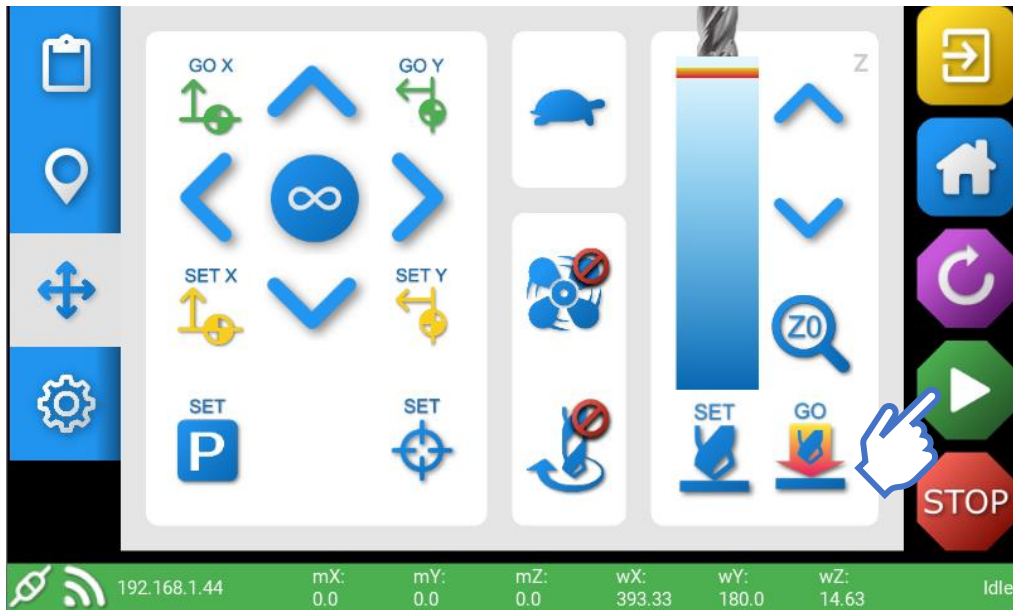 GO X
GO Y
Z
∞
SET X
SET Y
Z0
SET
P
SET
SET
GO
STOP
192.168.1.44
mX:
0.0
mY:
0.0
mZ:
0.0
wX:
393.33
wY:
180.0
wZ:
14.63
Idle